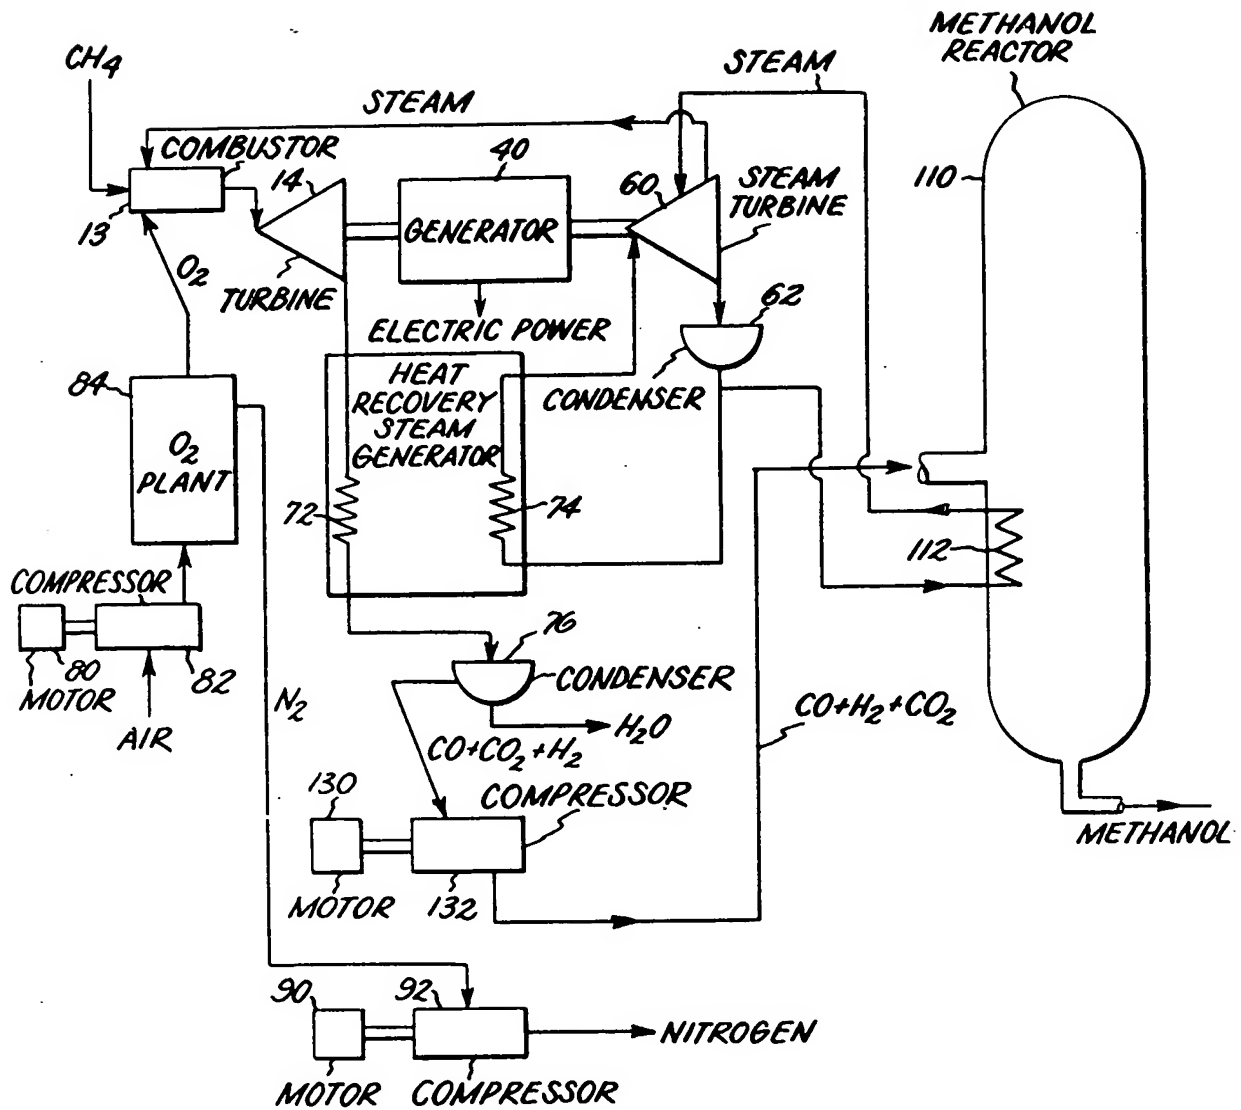 METHANOL
REACTOR
CH4
STEAM
STEAM
COMBUSTOR
40
14
60
STEAM
TURBINE
110
13
GENERATOR
O2
TURBINE
62
ELECTRIC POWER
84
HEAT
RECOVERY
STEAM
GENERATOR
CONDENSER
O2
PLANT
72
74
112
COMPRESSOR
80
82
MOTOR
76
CONDENSER
N2
AIR
H2O
CO+H2+CO2
CO+CO2+H2
130
COMPRESSOR
METHANOL
MOTOR
132
90
92
NITROGEN
MOTOR
COMPRESSOR